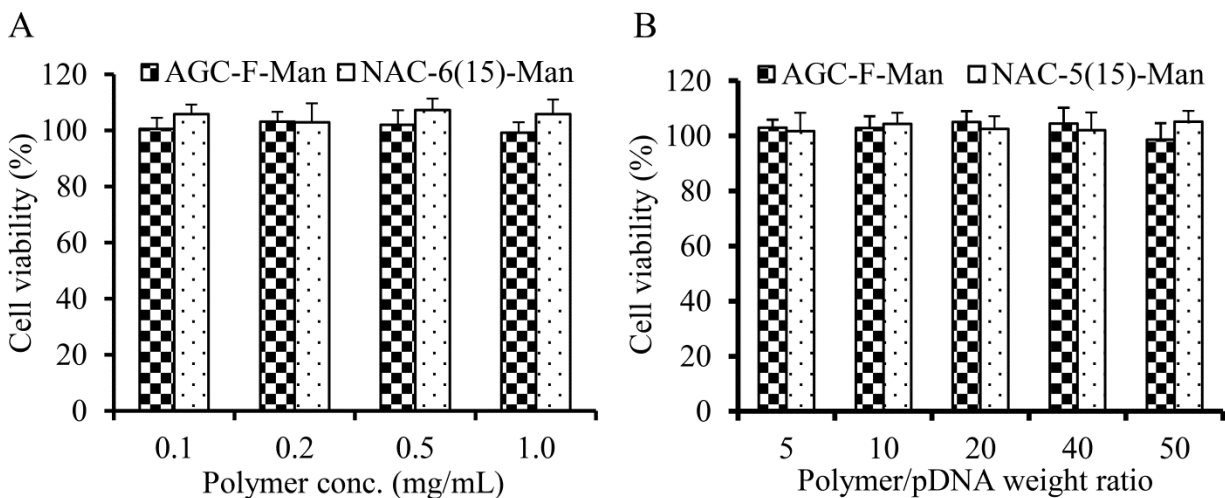 A
AGC-F-Man NAC-6(15)-Man
Cell viability (%)
120
100
80
60
40
20
0
0.1 0.2 0.5 1.0
Polymer conc. (mg/mL)
B
AGC-F-Man NAC-5(15)-Man
Cell viability (%)
120
100
80
60
40
20
0
5 10 20 40 50
Polymer/pDNA weight ratio